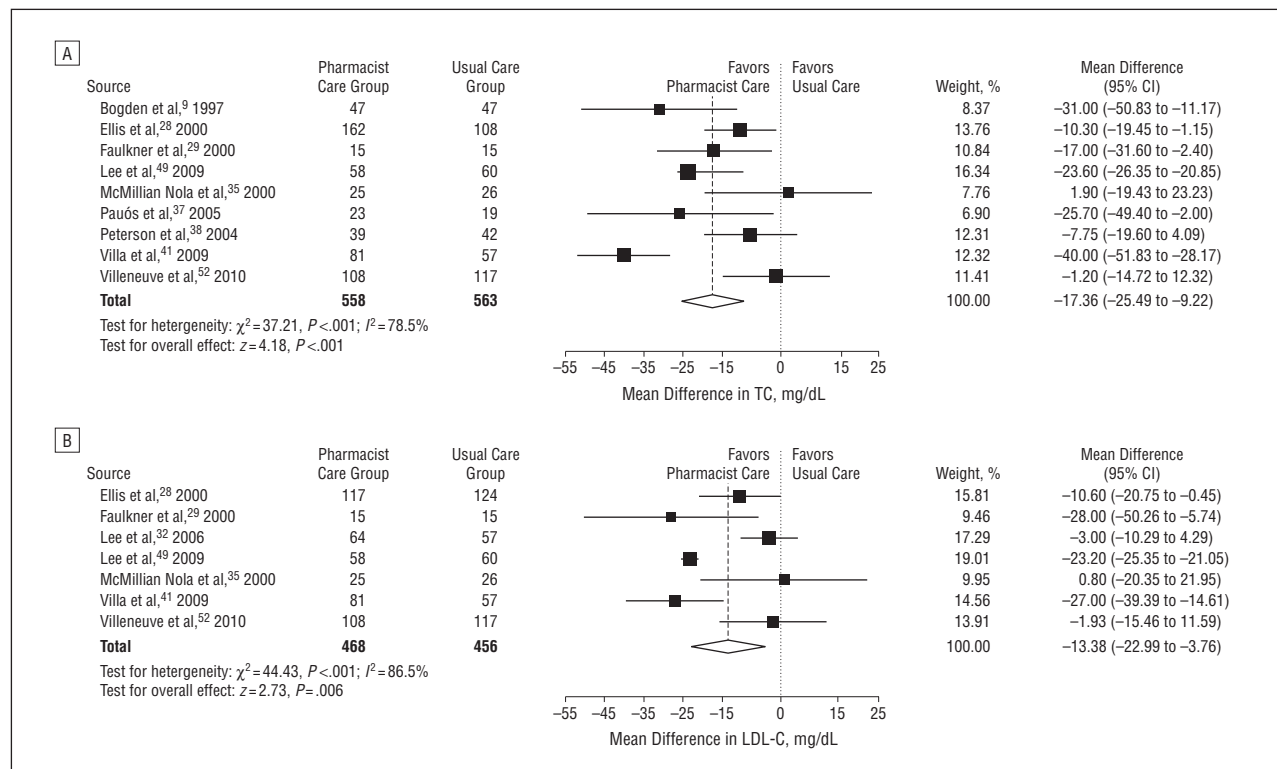 A
Pharmacist Usual Care Favors Favors Mean Difference
Source Care Group Group Pharmacist Care Usual Care Weight, % (95% CI)
Bogden et al,9 1997 47 47 8.37 –31.00 (–50.83 to –11.17)
Ellis et al,28 2000 162 108 13.76 –10.30 (–19.45 to –1.15)
Faulkner et al,29 2000 15 15 10.84 –17.00 (–31.60 to –2.40)
Lee et al,49 2009 58 60 16.34 –23.60 (–26.35 to –20.85)
McMillian Nola et al,35 2000 25 26 7.76 1.90 (–19.43 to 23.23)
Pauós et al,37 2005 23 19 6.90 –25.70 (–49.40 to –2.00)
Peterson et al,38 2004 39 42 12.31 –7.75 (–19.60 to 4.09)
Villa et al,41 2009 81 57 12.32 –40.00 (–51.83 to –28.17)
Villeneuve et al,52 2010 108 117 11.41 –1.20 (–14.72 to 12.32)
Total 558 563 100.00 –17.36 (–25.49 to –9.22)
Test for hetergeneity: χ2=37.21, P<.001; I2=78.5%
Test for overall effect: z=4.18, P<.001
–55 –45 –35 –25 –15 0 15 25
Mean Difference in TC, mg/dL
B
Pharmacist Usual Care Favors Favors Mean Difference
Source Care Group Group Pharmacist Care Usual Care Weight, % (95% CI)
Ellis et al,28 2000 117 124 15.81 –10.60 (–20.75 to –0.45)
Faulkner et al,29 2000 15 15 9.46 –28.00 (–50.26 to –5.74)
Lee et al,32 2006 64 57 17.29 –3.00 (–10.29 to 4.29)
Lee et al,49 2009 58 60 19.01 –23.20 (–25.35 to –21.05)
McMillian Nola et al,35 2000 25 26 9.95 0.80 (–20.35 to 21.95)
Villa et al,41 2009 81 57 14.56 –27.00 (–39.39 to –14.61)
Villeneuve et al,52 2010 108 117 13.91 –1.93 (–15.46 to 11.59)
Total 468 456 100.00 –13.38 (–22.99 to –3.76)
Test for hetergeneity: χ2=44.43, P<.001; I2=86.5%
Test for overall effect: z=2.73, P=.006
–55 –45 –35 –25 –15 0 15 25
Mean Difference in LDL-C, mg/dL